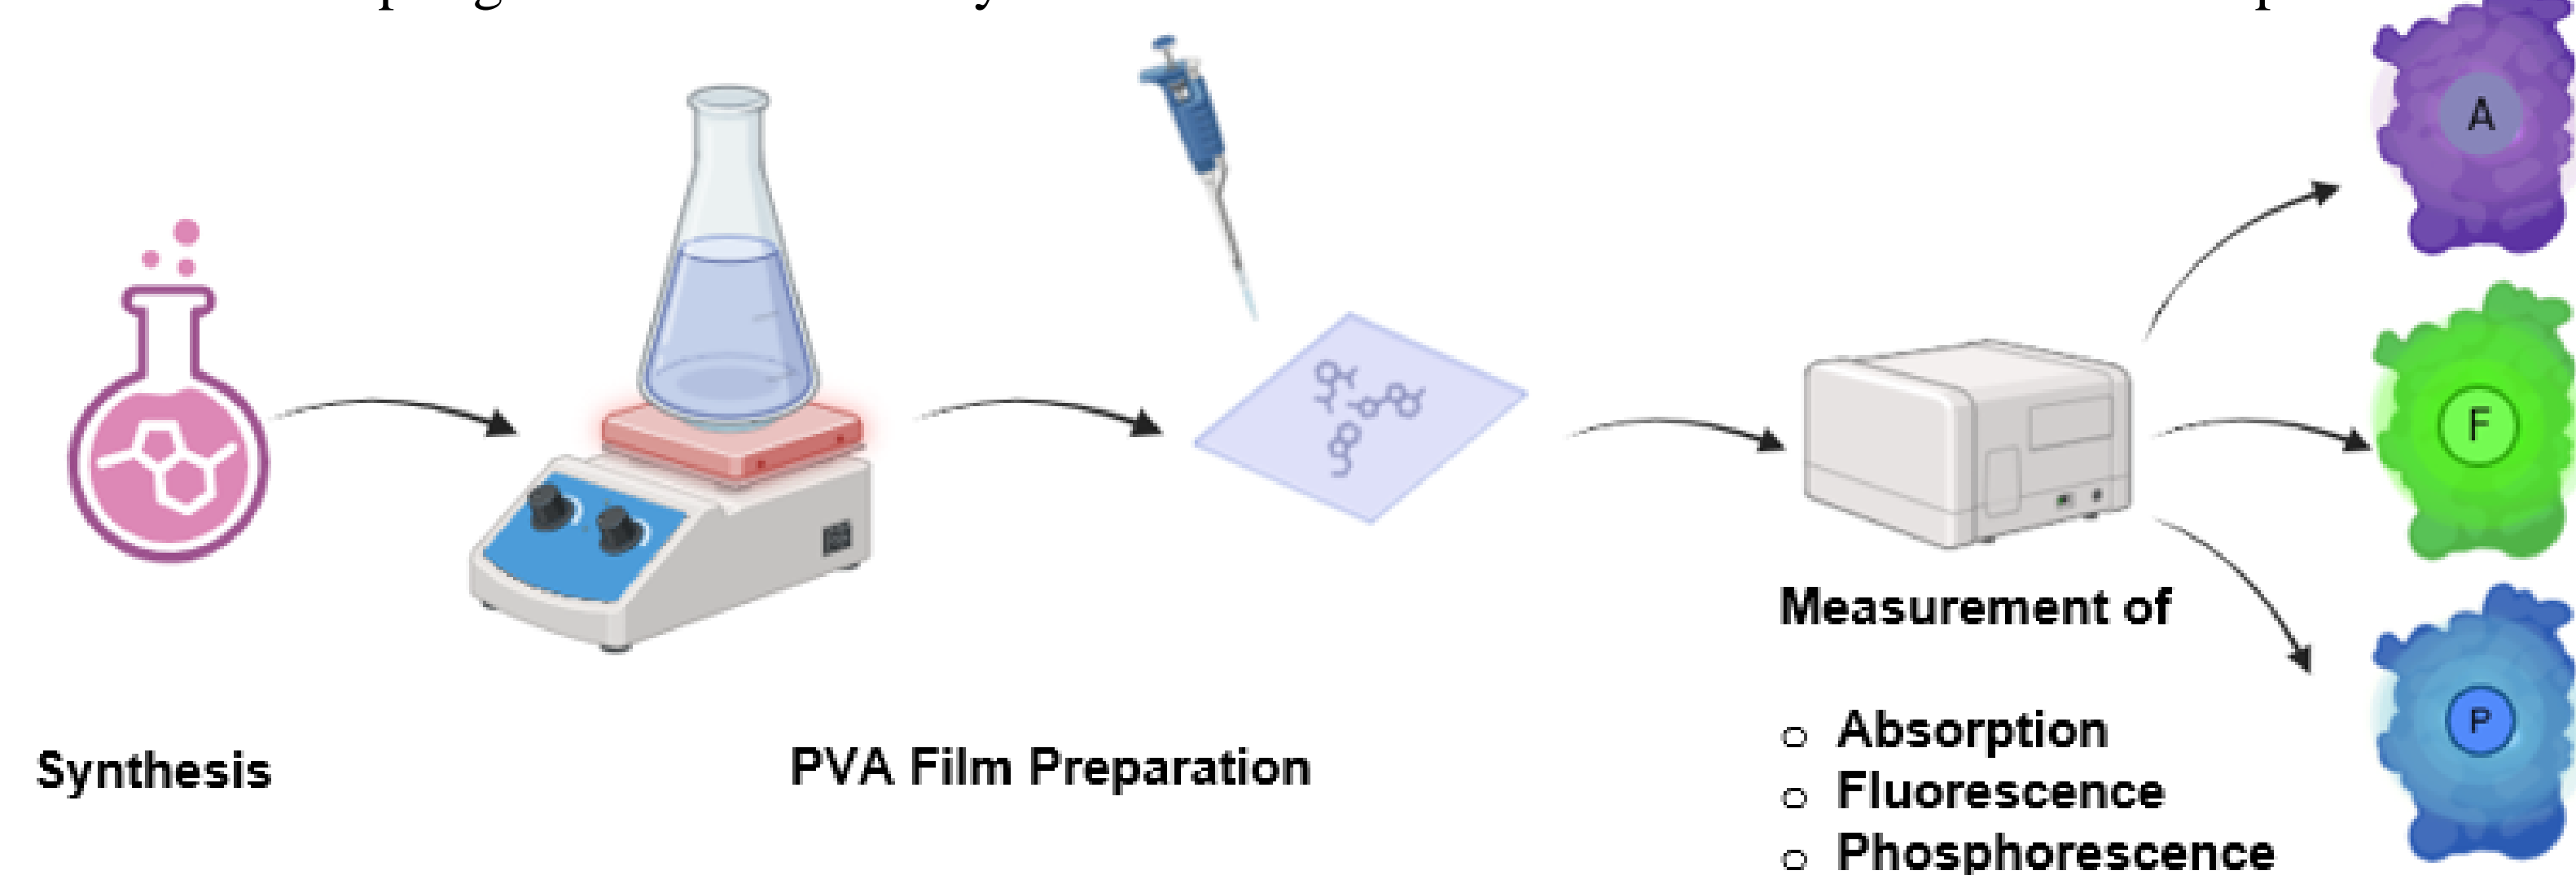 A
F
P
Synthesis
PVA Film Preparation
Measurement of
o Absorption
o Fluorescence
o Phosphorescence